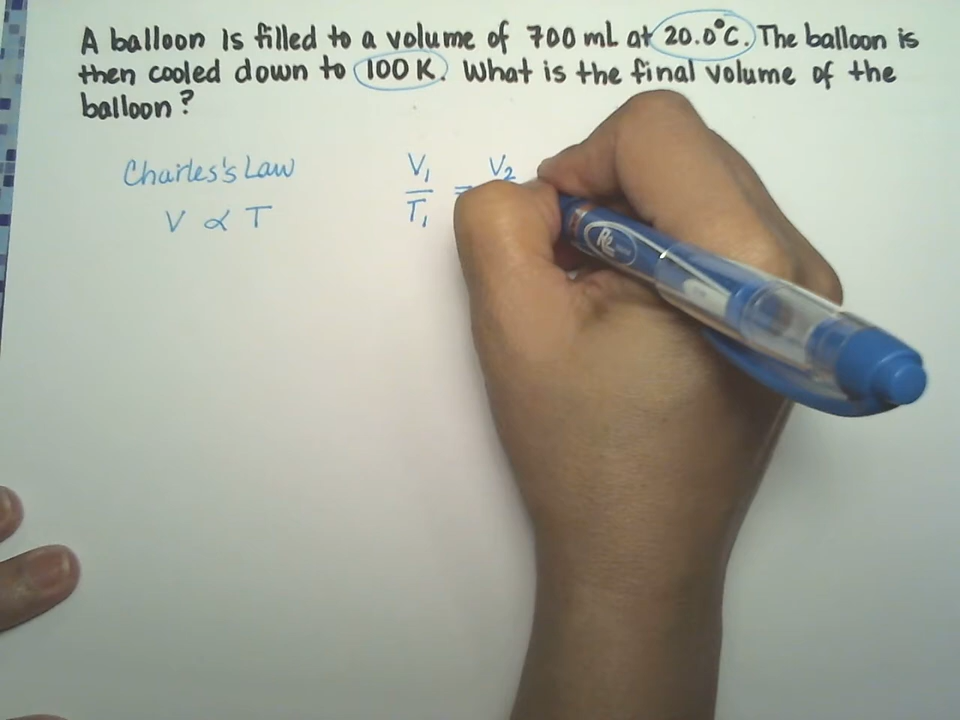 A balloon is filled to a volume of 700 mL at 20.0°C. The balloon is
then cooled down to 100 K. What is the final volume of the
balloon?
Charles's Law
V ∝ T
V₁ = V₂
T₁